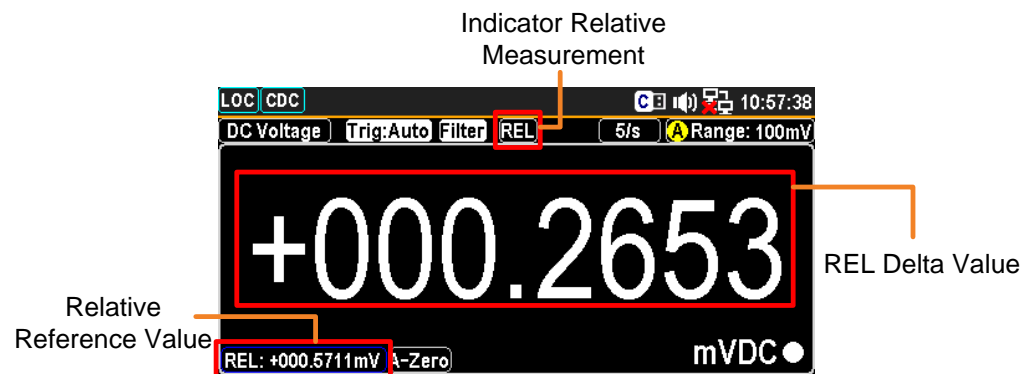 Indicator Relative
Measurement
LOC CDC C 10:57:38
DC Voltage Trig:Auto Filter REL 5/s A Range: 100mV
+000.2653
REL Delta Value
Relative
Reference Value
REL: +000.5711mV A-Zero mVDC